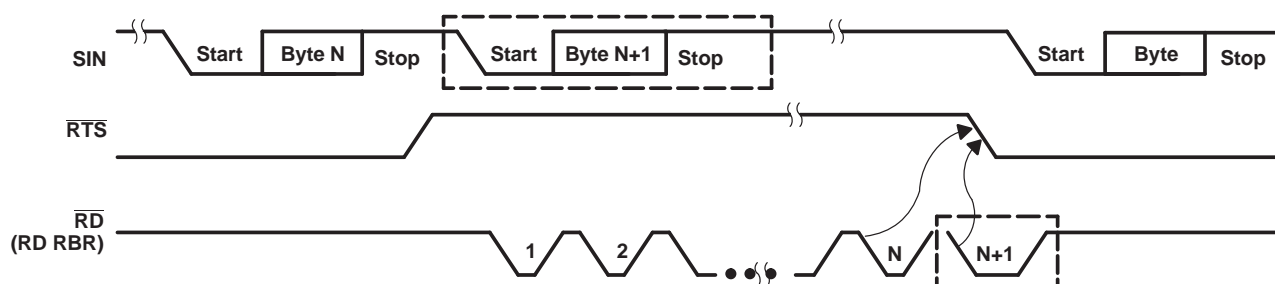 SIN Start Byte N Stop Start Byte N+1 Stop Start Byte Stop
RTS
RD
(RD RBR) 1 2 N N+1